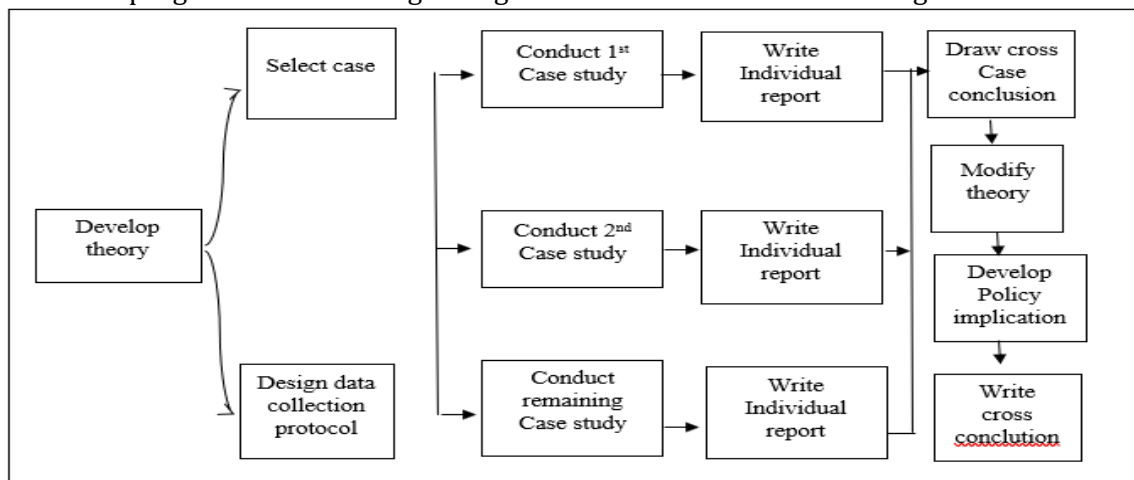 Develop
theory
Select case
Design data
collection
protocol
Conduct 1st
Case study
Write
Individual
report
Conduct 2nd
Case study
Write
Individual
report
Conduct
remaining
Case study
Write
Individual
report
Draw cross
Case
conclusion
Modify
theory
Develop
Policy
implication
Write
cross
conclution